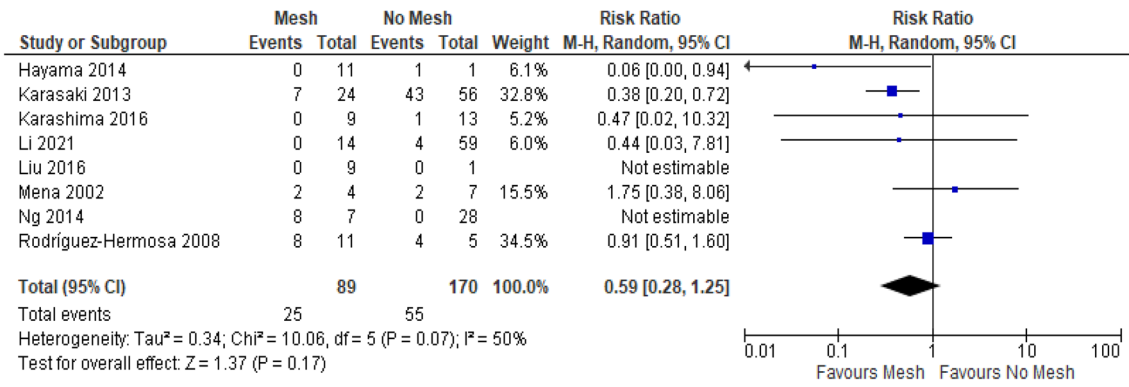 Mesh No Mesh Risk Ratio Risk Ratio
Study or Subgroup Events Total Events Total Weight M-H, Random, 95% CI M-H, Random, 95% CI
Hayama 2014 0 11 1 1 6.1% 0.06 [0.00, 0.94]
Karasaki 2013 7 24 43 56 32.8% 0.38 [0.20, 0.72]
Karashima 2016 0 9 1 13 5.2% 0.47 [0.02, 10.32]
Li 2021 0 14 4 59 6.0% 0.44 [0.03, 7.81]
Liu 2016 0 9 0 1 Not estimable
Mena 2002 2 4 2 7 15.5% 1.75 [0.38, 8.06]
Ng 2014 8 7 0 28 Not estimable
Rodríguez-Hermosa 2008 8 11 4 5 34.5% 0.91 [0.51, 1.60]
Total (95% CI) 89 170 100.0% 0.59 [0.28, 1.25]
Total events 25 55
Heterogeneity: Tau² = 0.34; Chi² = 10.06, df = 5 (P = 0.07); I² = 50%
Test for overall effect: Z = 1.37 (P = 0.17)
0.01 0.1 1 10 100
Favours Mesh Favours No Mesh